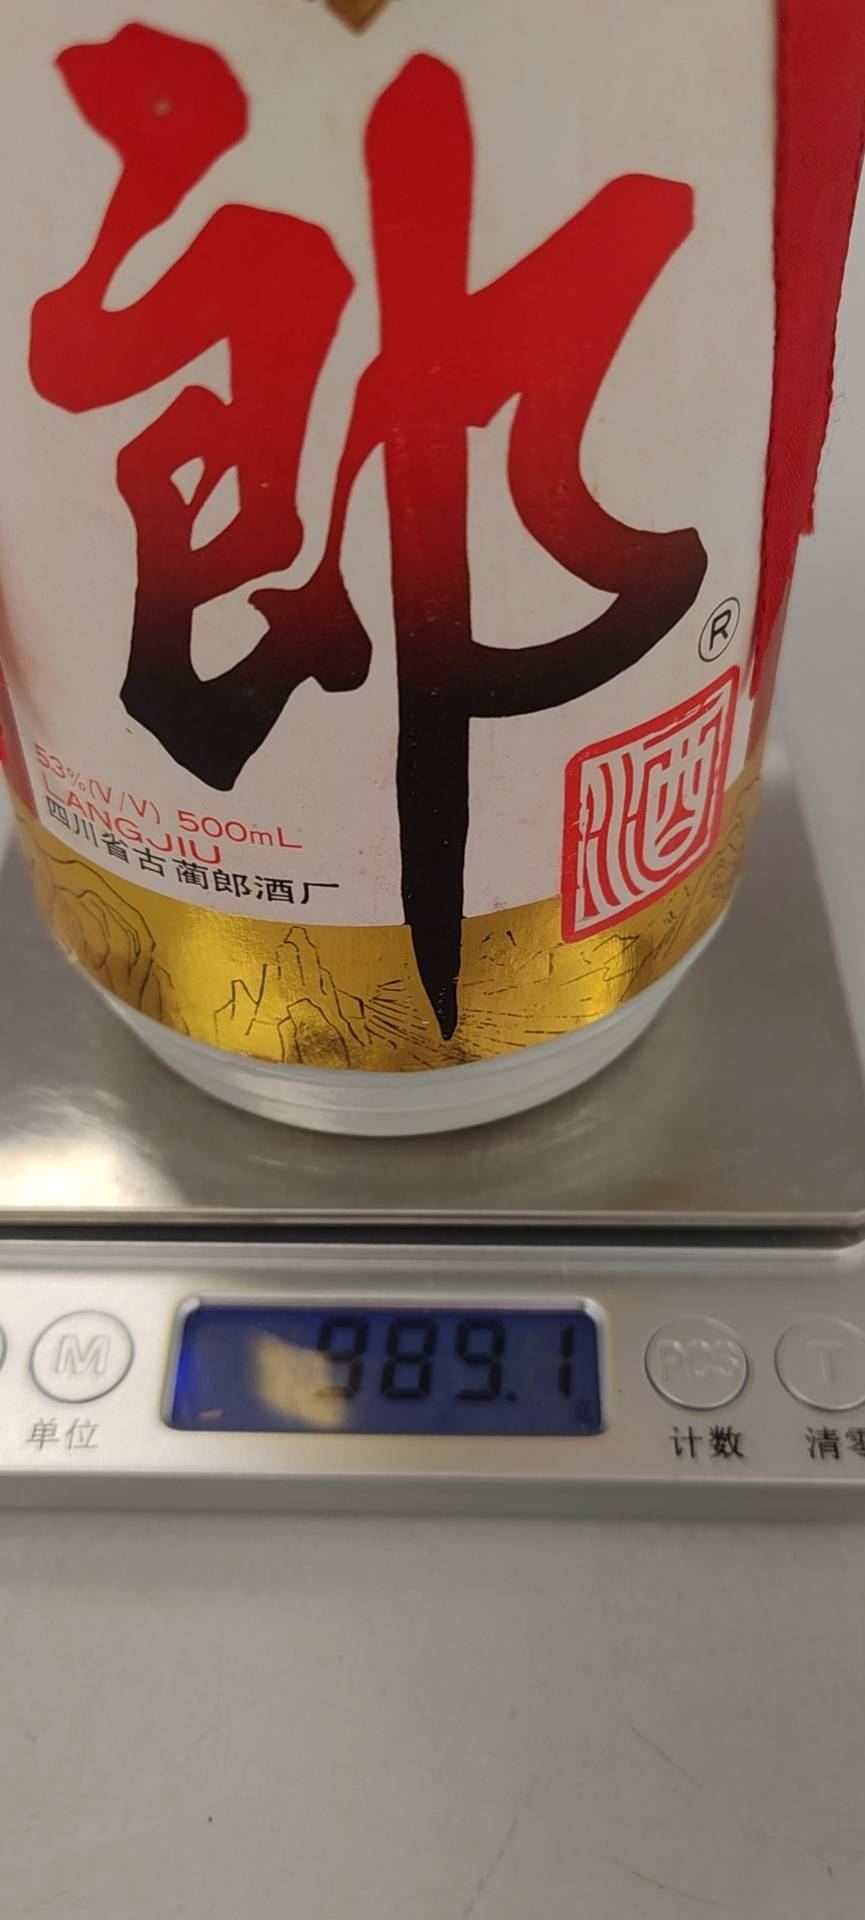 郎
®
酒
53%(V/V) 500mL
LANGJIU
四川省古蔺郎酒厂
989.1
克
M
PCS
T
单位
计数
清零